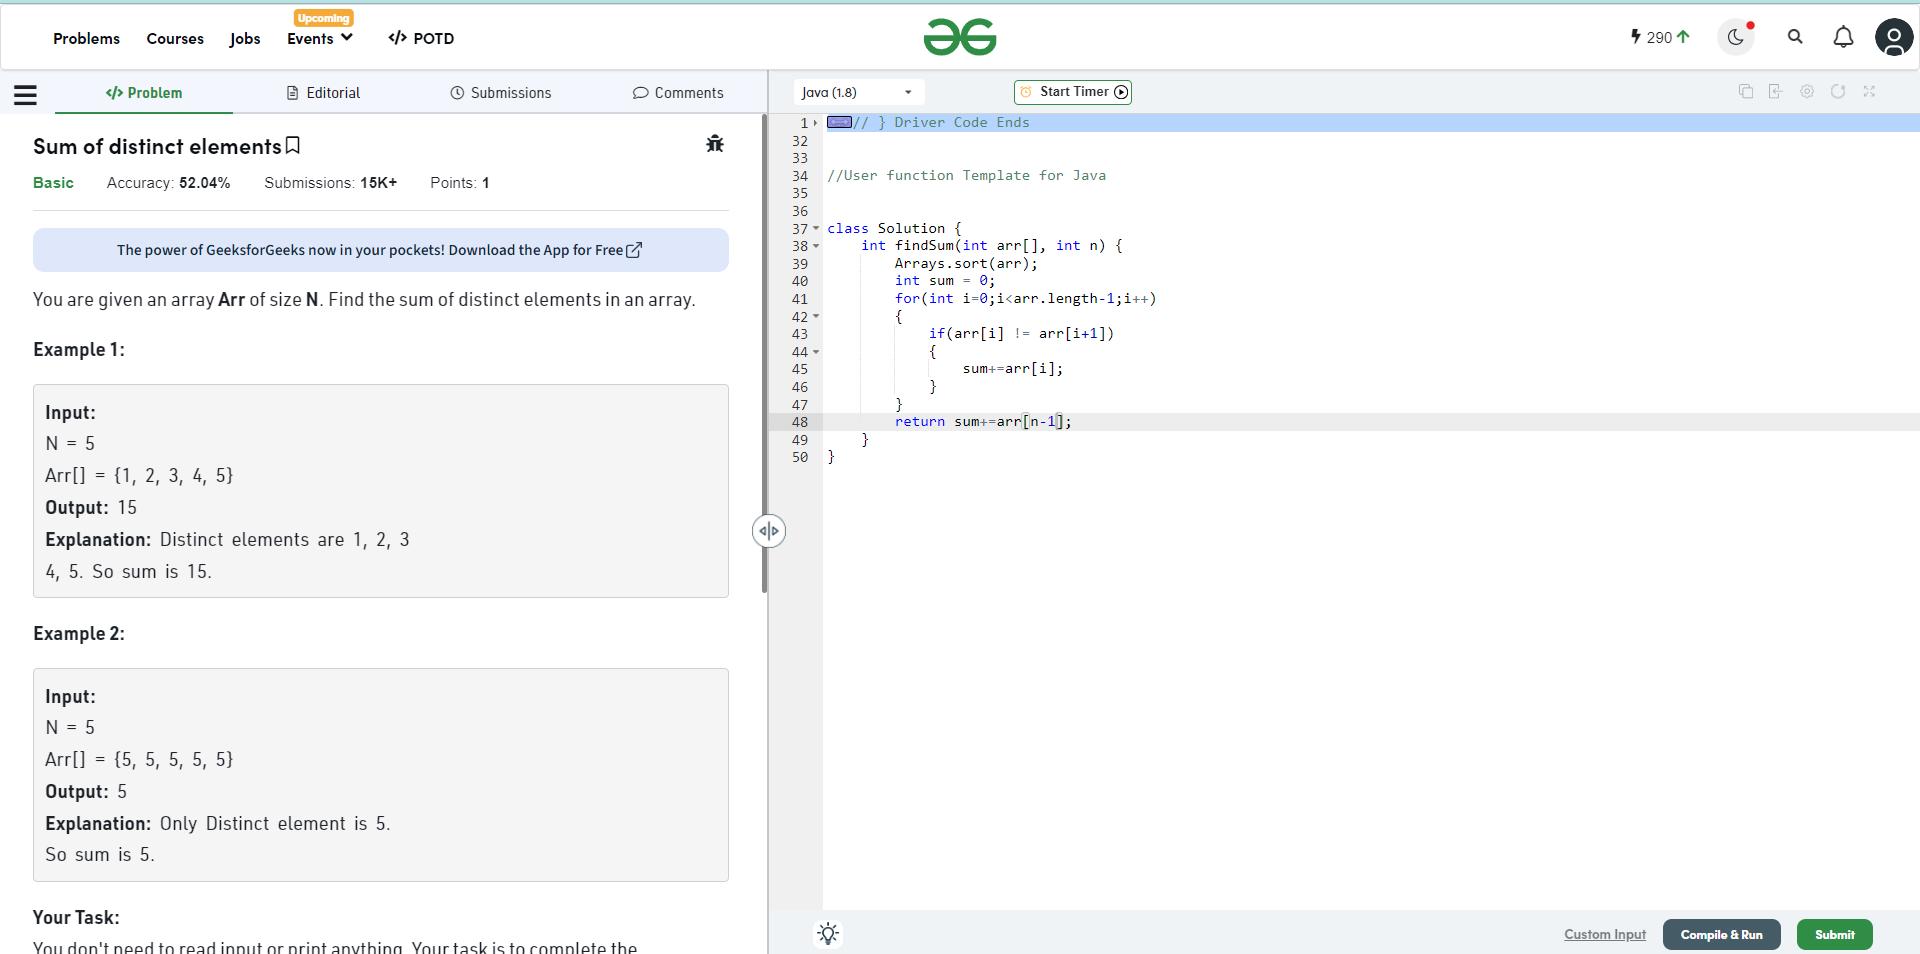 Upcoming
Problems Courses Jobs Events </> POTD
290
</> Problem Editorial Submissions Comments
Java (1.8) Start Timer
Sum of distinct elements
Basic Accuracy: 52.04% Submissions: 15K+ Points: 1
The power of GeeksforGeeks now in your pockets! Download the App for Free
You are given an array Arr of size N. Find the sum of distinct elements in an array.
Example 1:
Input:
N = 5
Arr[] = {1, 2, 3, 4, 5}
Output: 15
Explanation: Distinct elements are 1, 2, 3
4, 5. So sum is 15.
Example 2:
Input:
N = 5
Arr[] = {5, 5, 5, 5, 5}
Output: 5
Explanation: Only Distinct element is 5.
So sum is 5.
Your Task:
You don't need to read input or print anything. Your task is to complete the
1 // } Driver Code Ends
32
33
34 //User function Template for Java
35
36
37 class Solution {
38 int findSum(int arr[], int n) {
39 Arrays.sort(arr);
40 int sum = 0;
41 for(int i=0;i<arr.length-1;i++)
42 {
43 if(arr[i] != arr[i+1])
44 {
45 sum+=arr[i];
46 }
47 }
48 return sum+=arr[n-1];
49 }
50 }
Custom Input Compile & Run Submit